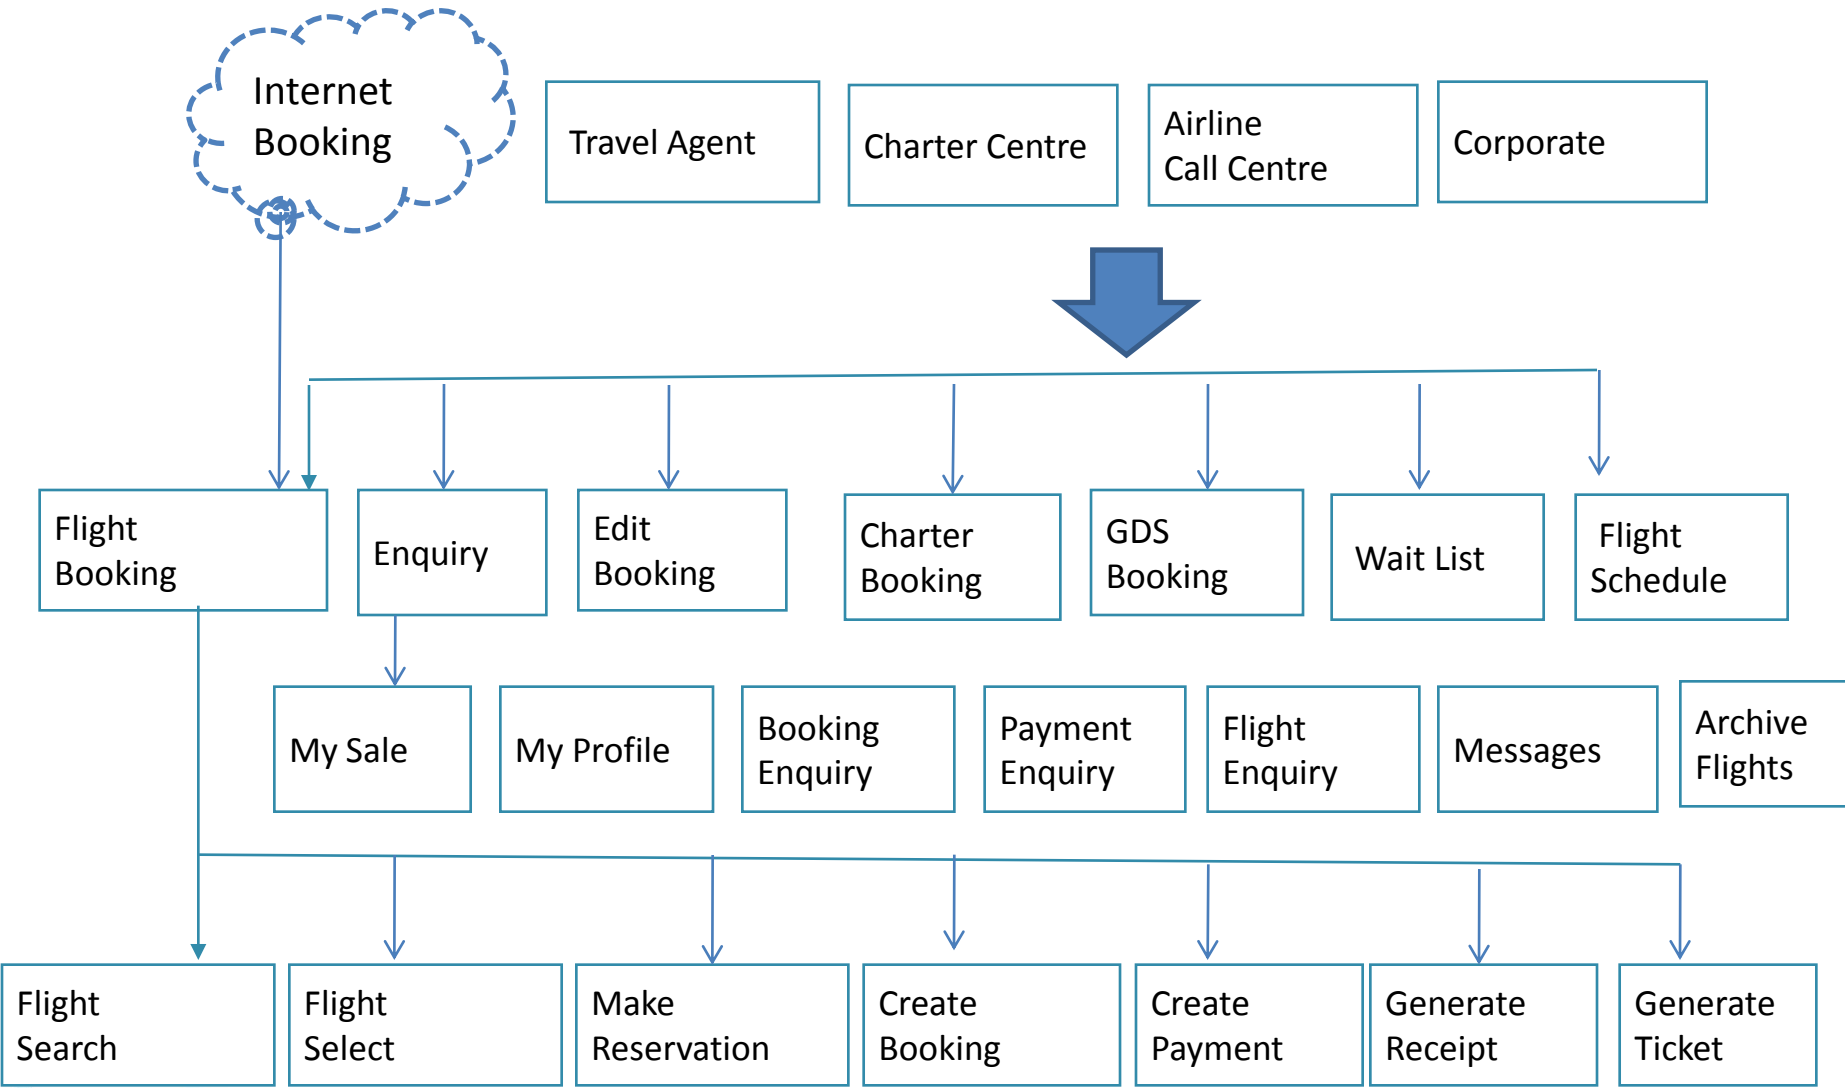 Internet
Booking
Travel Agent
Charter Centre
Airline
Call Centre
Corporate
Flight
Booking
Enquiry
Edit
Booking
Charter
Booking
GDS
Booking
Wait List
Flight
Schedule
My Sale
My Profile
Booking
Enquiry
Payment
Enquiry
Flight
Enquiry
Messages
Archive
Flights
Flight
Search
Flight
Select
Make
Reservation
Create
Booking
Create
Payment
Generate
Receipt
Generate
Ticket